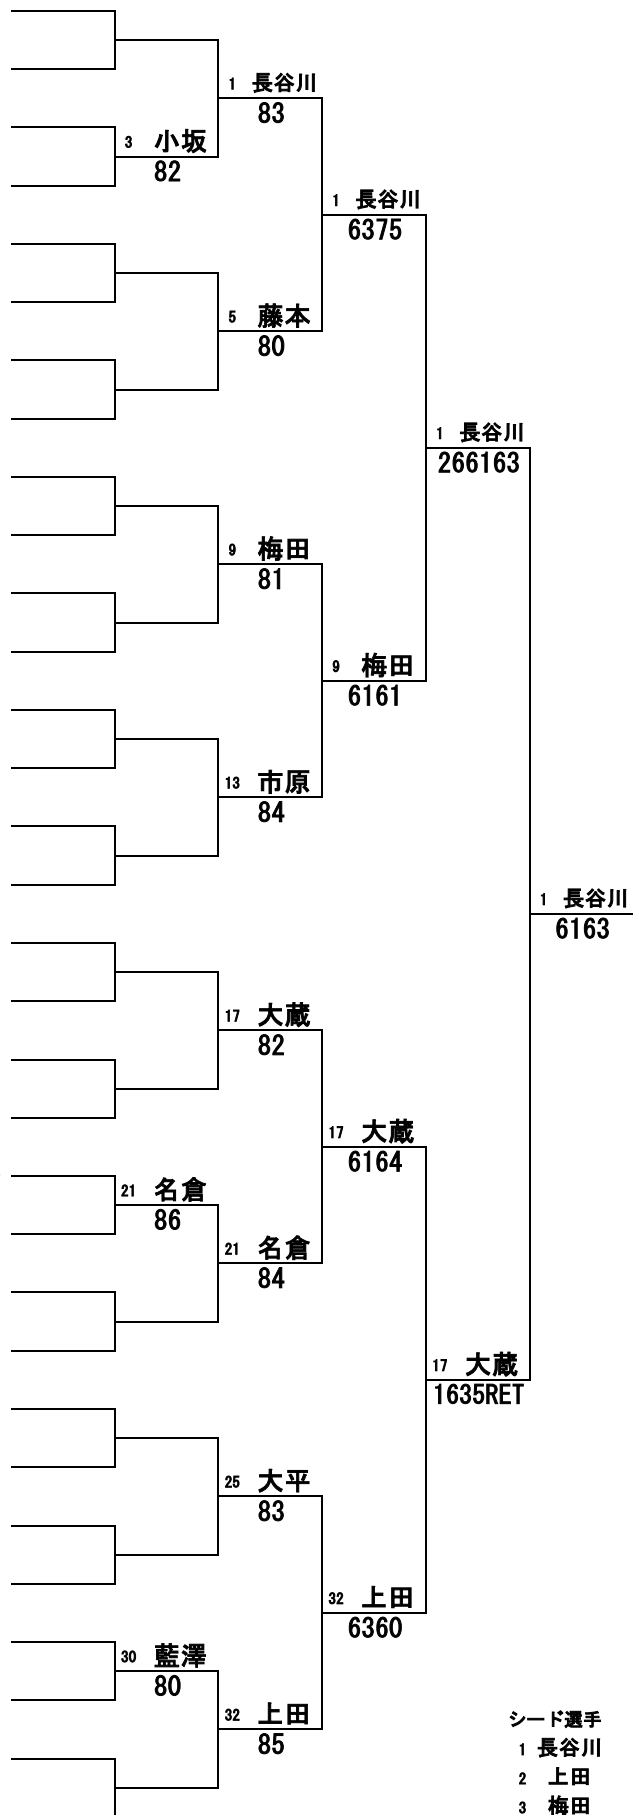 1 長谷川
83
3 小坂
82
1 長谷川
6375
5 藤本
80
1 長谷川
266163
9 梅田
81
9 梅田
6161
13 市原
84
1 長谷川
6163
17 大蔵
82
17 大蔵
6164
21 名倉
86
21 名倉
84
17 大蔵
1635RET
25 大平
83
32 上田
6360
30 藍澤
80
32 上田
85
シード選手
1 長谷川
2 上田
3 梅田